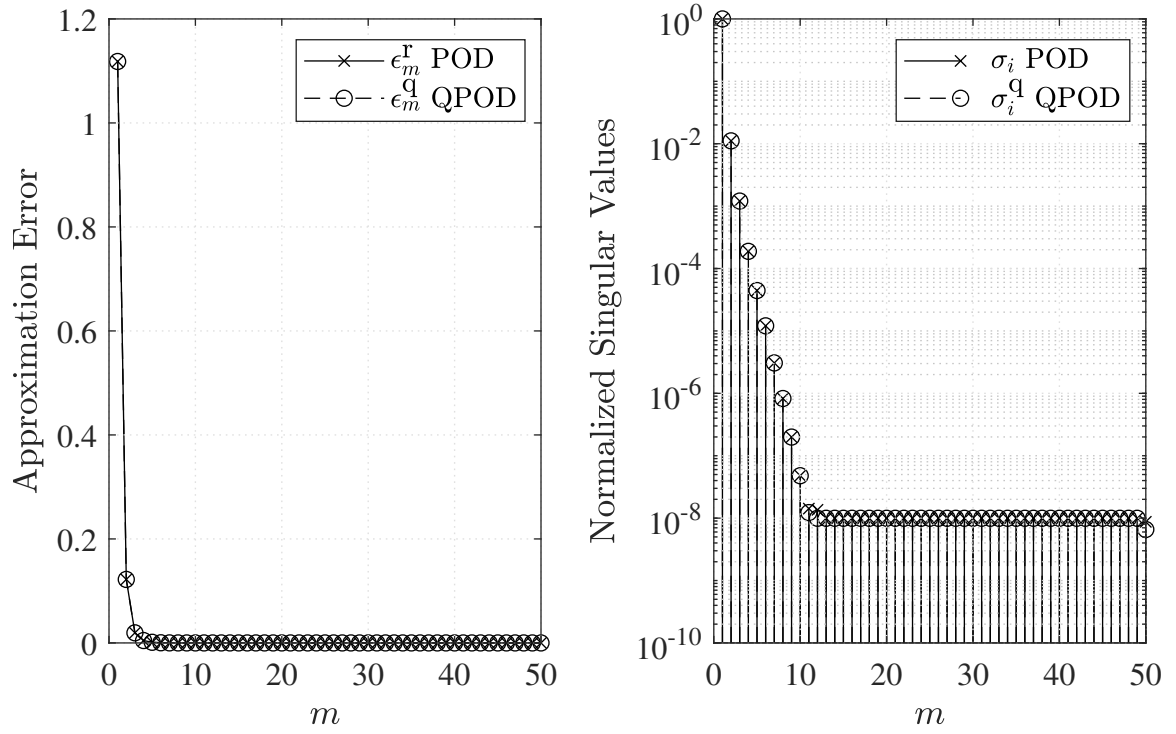 1.2
1
0.8
0.6
0.4
0.2
0
0 10 20 30 40 50
m
Approximation Error
ϵ_m^r POD
ϵ_m^q QPOD
10^0
10^-2
10^-4
10^-6
10^-8
10^-10
0 10 20 30 40 50
m
Normalized Singular Values
σ_i POD
σ_i^q QPOD